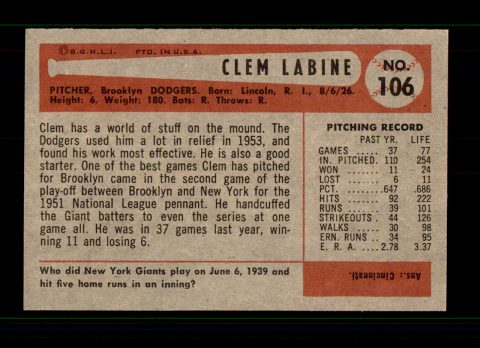 © B.G.H.L.I. PTD. IN U.S.A.
CLEM LABINE
NO.
106
PITCHER, Brooklyn DODGERS. Born: Lincoln, R. I., 8/6/26.
Height: 6. Weight: 180. Bats: R. Throws: R.
Clem has a world of stuff on the mound. The
Dodgers used him a lot in relief in 1953, and
found his work most effective. He is also a good
starter. One of the best games Clem has pitched
for Brooklyn came in the second game of the
play-off between Brooklyn and New York for the
1951 National League pennant. He handcuffed
the Giant batters to even the series at one
game all. He was in 37 games last year, win-
ning 11 and losing 6.
PITCHING RECORD
PAST YR. LIFE
GAMES ..... 37 77
IN. PITCHED. 110 254
WON ...... 11 24
LOST ...... 6 11
PCT. ..... .647 .686
HITS ..... 92 222
RUNS ..... 39 101
STRIKEOUTS . 44 126
WALKS .... 30 98
ERN. RUNS .. 34 95
E. R. A. .... 2.78 3.37
Who did New York Giants play on June 6, 1939 and
hit five home runs in an inning?
Ans.: Cincinnati.